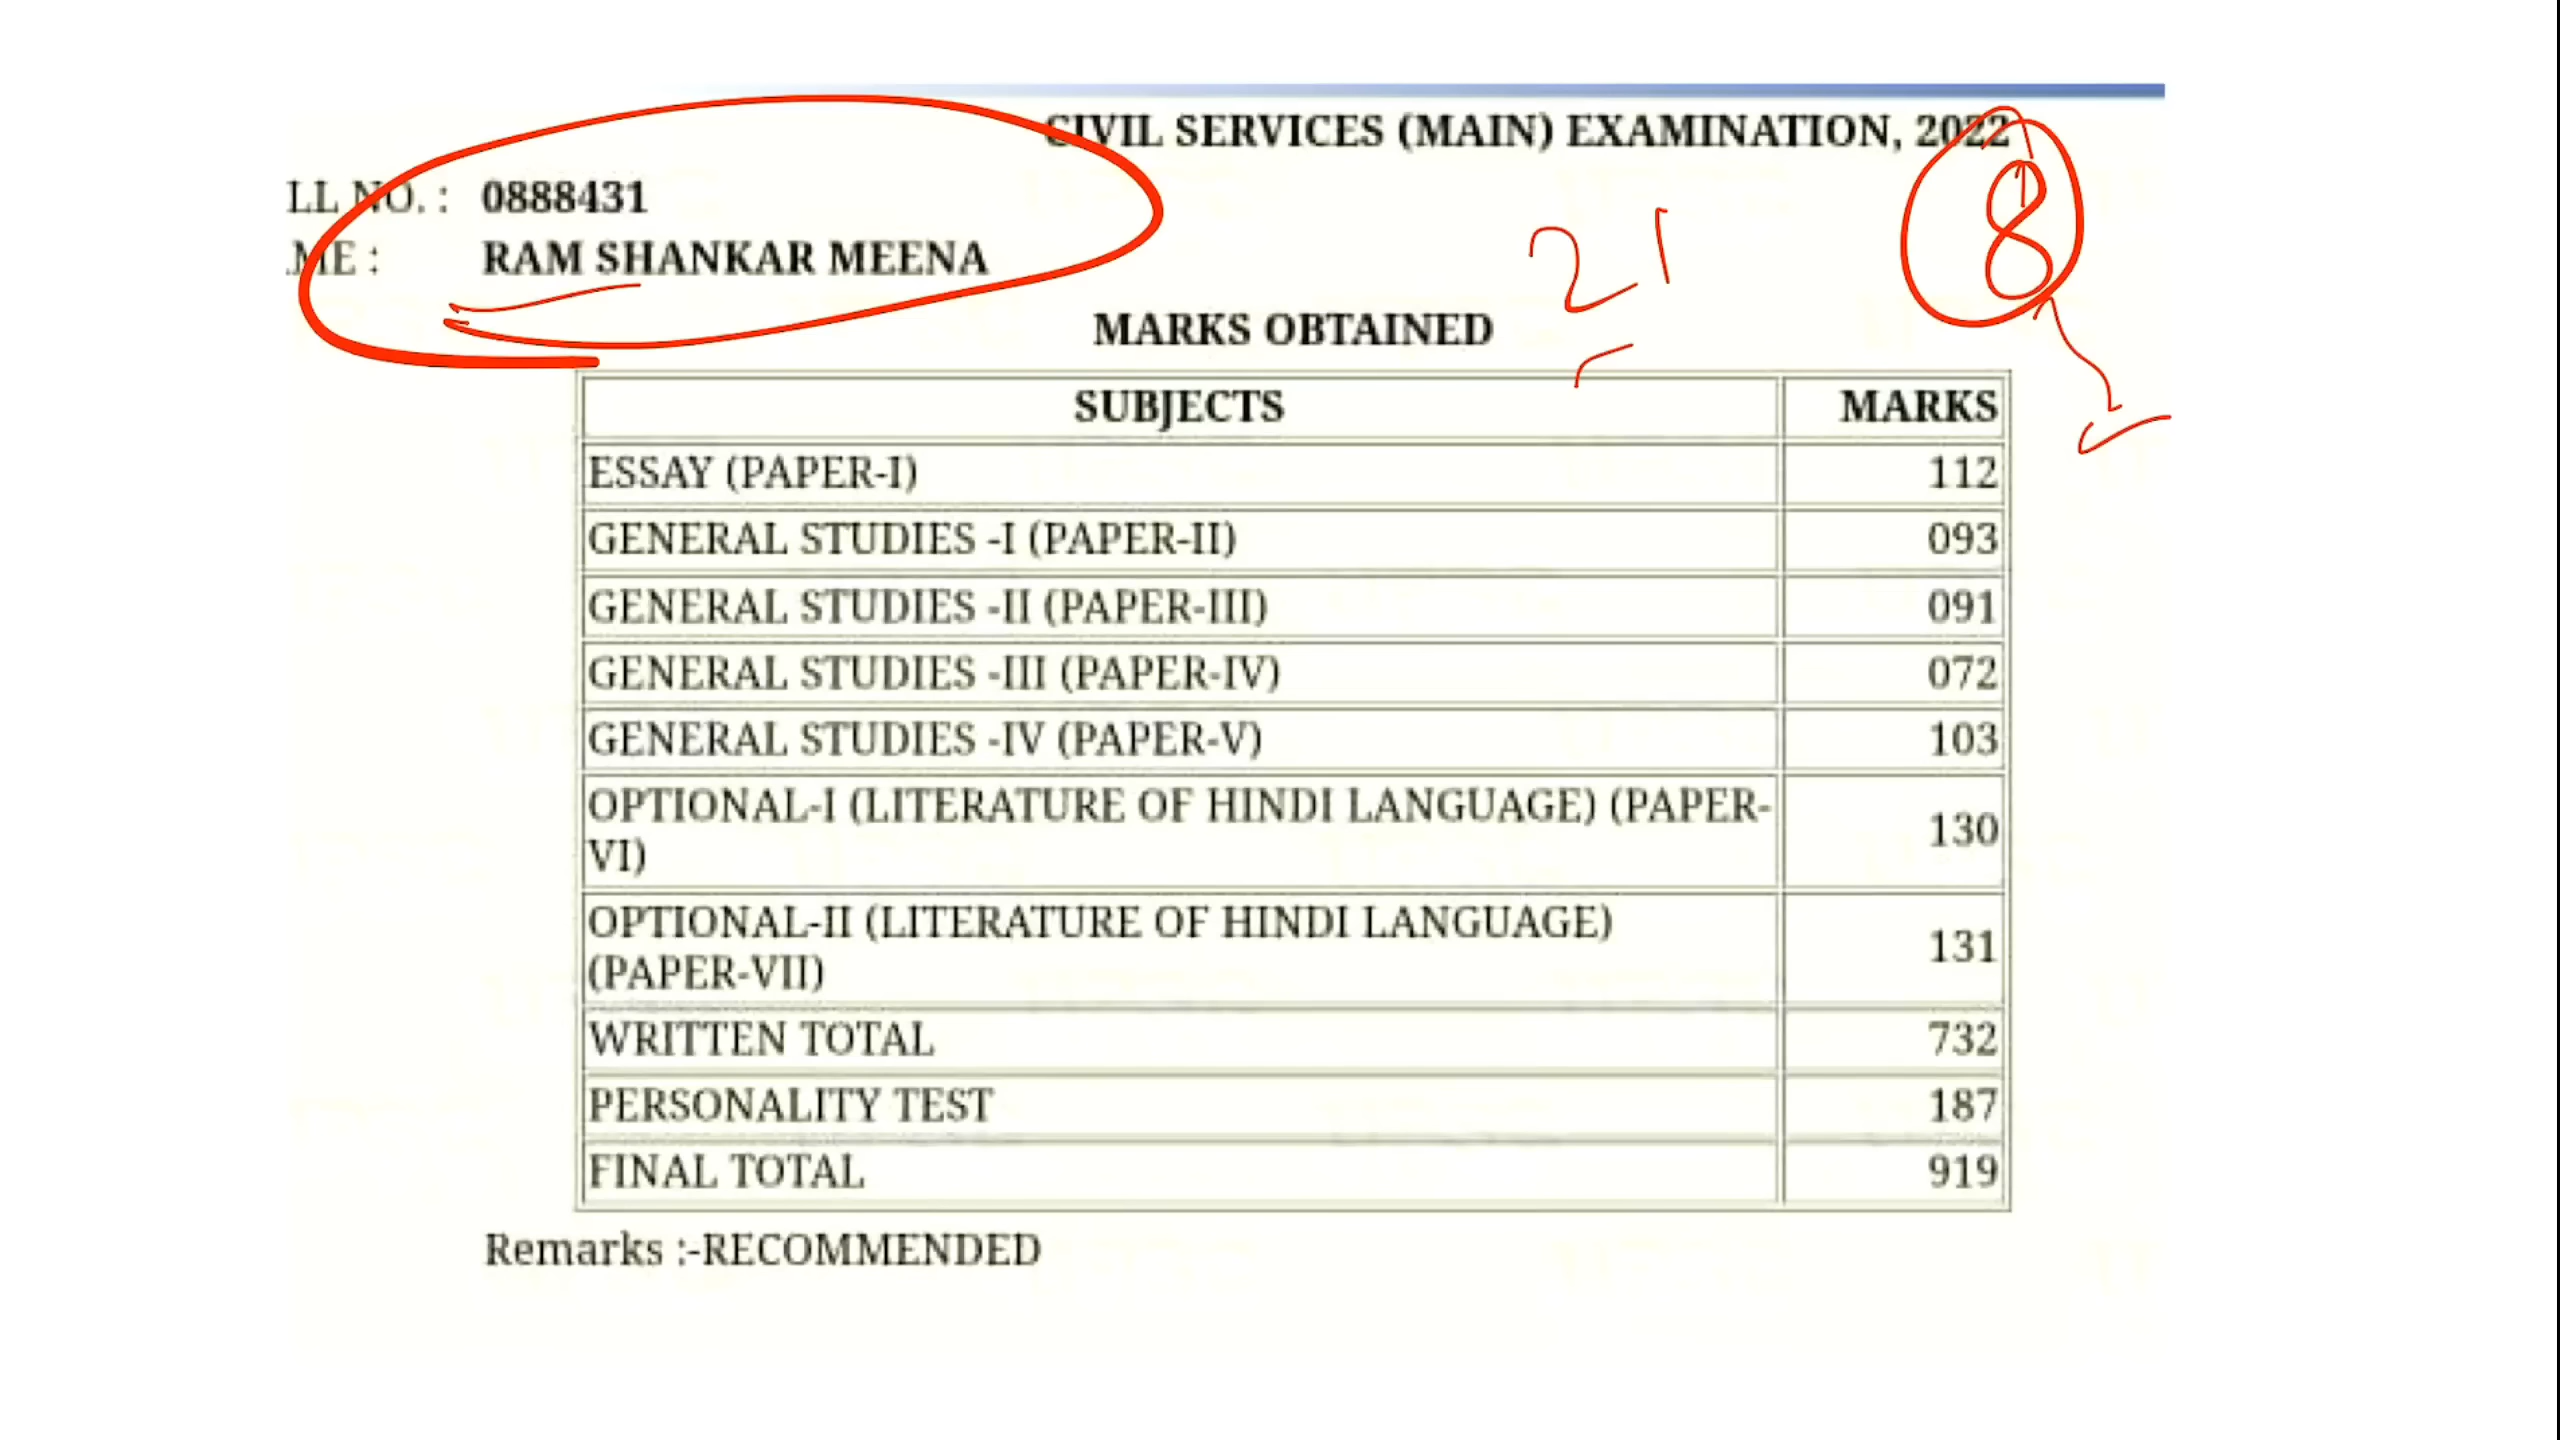 CIVIL SERVICES (MAIN) EXAMINATION, 2022
LL NO. : 0888431
ME : RAM SHANKAR MEENA
21
8
MARKS OBTAINED
SUBJECTS MARKS
ESSAY (PAPER-I) 112
GENERAL STUDIES -I (PAPER-II) 093
GENERAL STUDIES -II (PAPER-III) 091
GENERAL STUDIES -III (PAPER-IV) 072
GENERAL STUDIES -IV (PAPER-V) 103
OPTIONAL-I (LITERATURE OF HINDI LANGUAGE) (PAPER-
VI) 130
OPTIONAL-II (LITERATURE OF HINDI LANGUAGE)
(PAPER-VII) 131
WRITTEN TOTAL 732
PERSONALITY TEST 187
FINAL TOTAL 919
Remarks :-RECOMMENDED